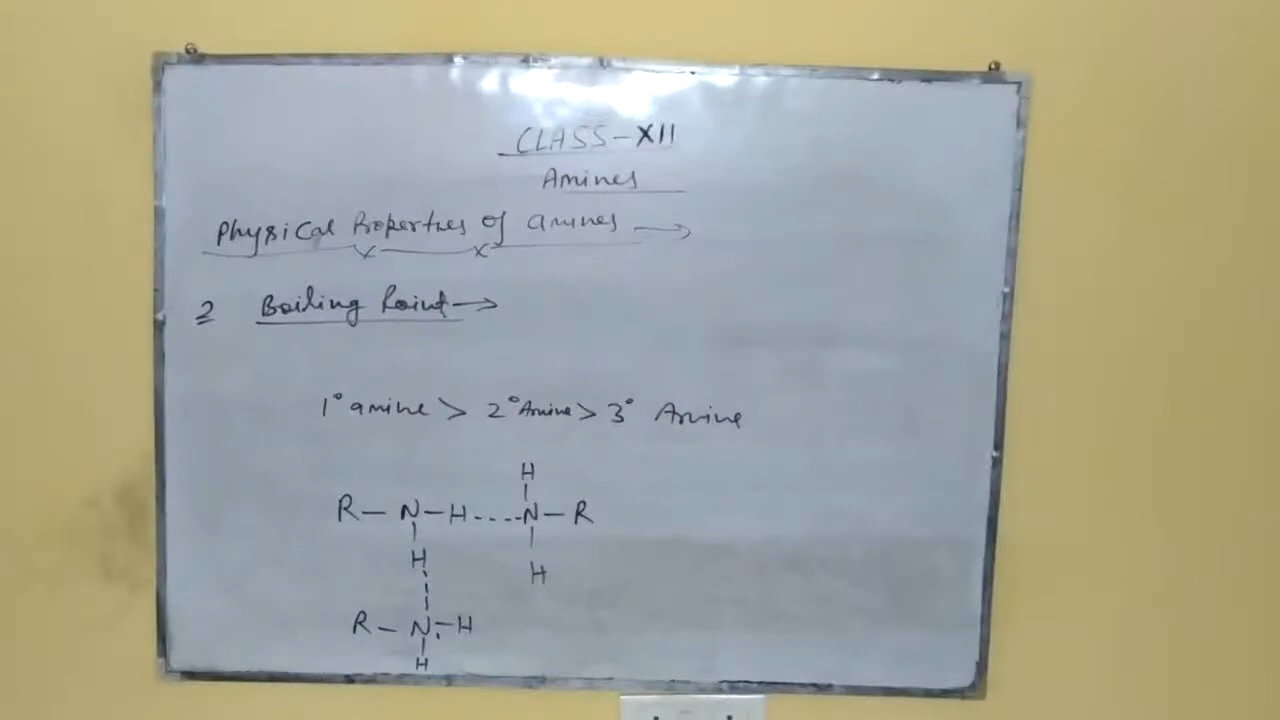 CLASS-XII
Amines
Physical Properties of amines →
2 Boiling Point →
1° amine > 2° Amine > 3° Amine
H
R – N – H ---- N – R
H H
R – N – H
H